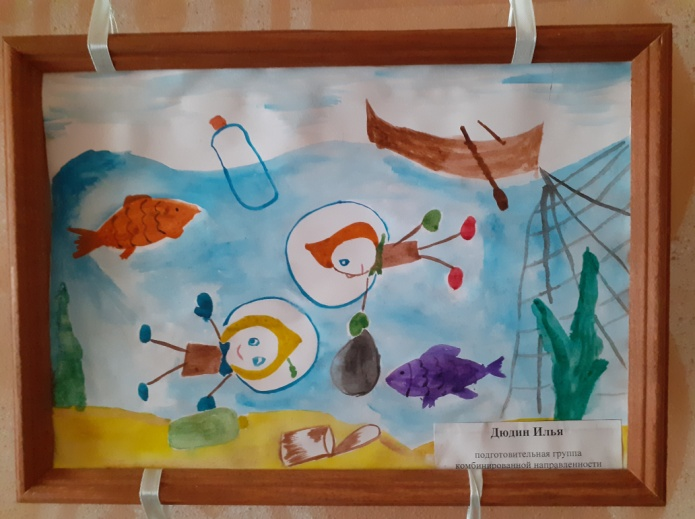 Дюдин Илья
подготовительная группа
комбинированной направленности